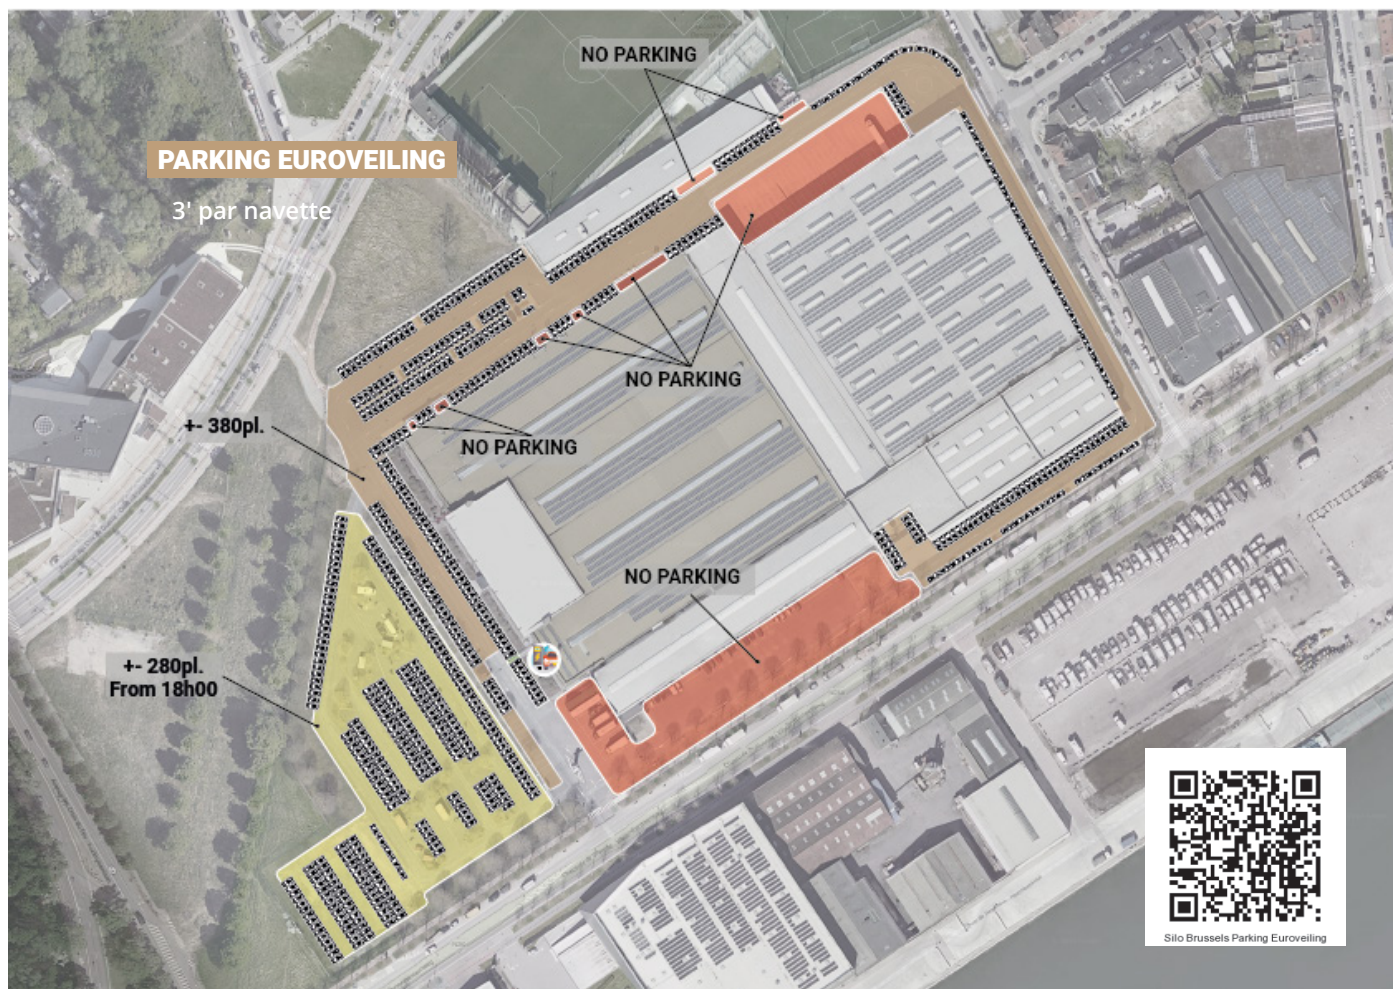 NO PARKING
PARKING EUROVEILING
3' par navette
NO PARKING
+- 380pl.
NO PARKING
NO PARKING
+- 280pl.
From 18h00
Silo Brussels Parking Euroveiling